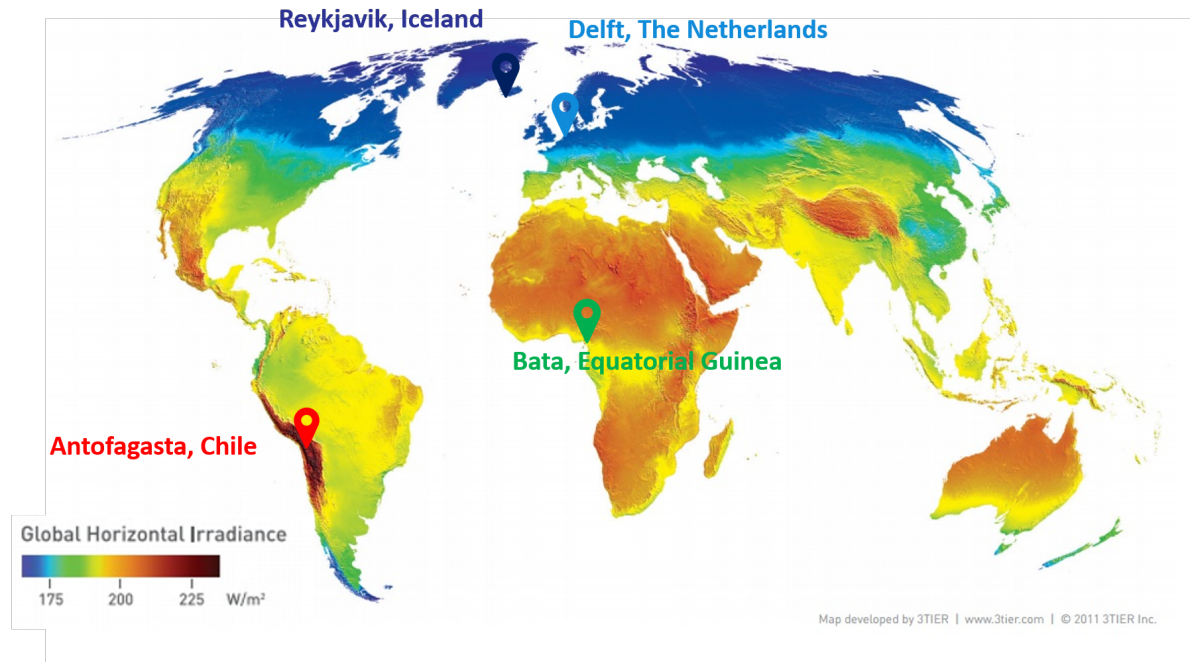 Reykjavik, Iceland
Delft, The Netherlands
Bata, Equatorial Guinea
Antofagasta, Chile
Global Horizontal Irradiance
175 200 225 W/m²
Map developed by 3TIER | www.3tier.com | © 2011 3TIER Inc.